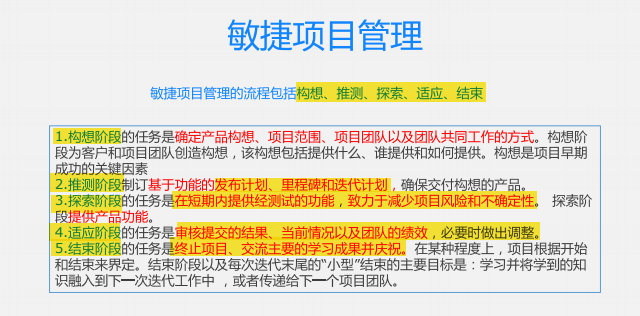 敏捷项目管理
敏捷项目管理的流程包括构想、推测、探索、适应、结束
1.构想阶段的任务是确定产品构想、项目范围、项目团队以及团队共同工作的方式。构想阶
段为客户和项目团队创造构想，该构想包括提供什么、谁提供和如何提供。构想是项目早期
成功的关键因素
2.推测阶段制订基于功能的发布计划、里程碑和迭代计划，确保交付构想的产品。
3.探索阶段的任务是在短期内提供经测试的功能，致力于减少项目风险和不确定性。 探索阶
段提供产品功能。
4.适应阶段的任务是审核提交的结果、当前情况以及团队的绩效，必要时做出调整。
5.结束阶段的任务是终止项目、交流主要的学习成果并庆祝。在某种程度上，项目根据开始
和结束来界定。结束阶段以及每次迭代末尾的“小型”结束的主要目标是：学习并将学到的知
识融入到下一次迭代工作中 ，或者传递给下一个项目团队。